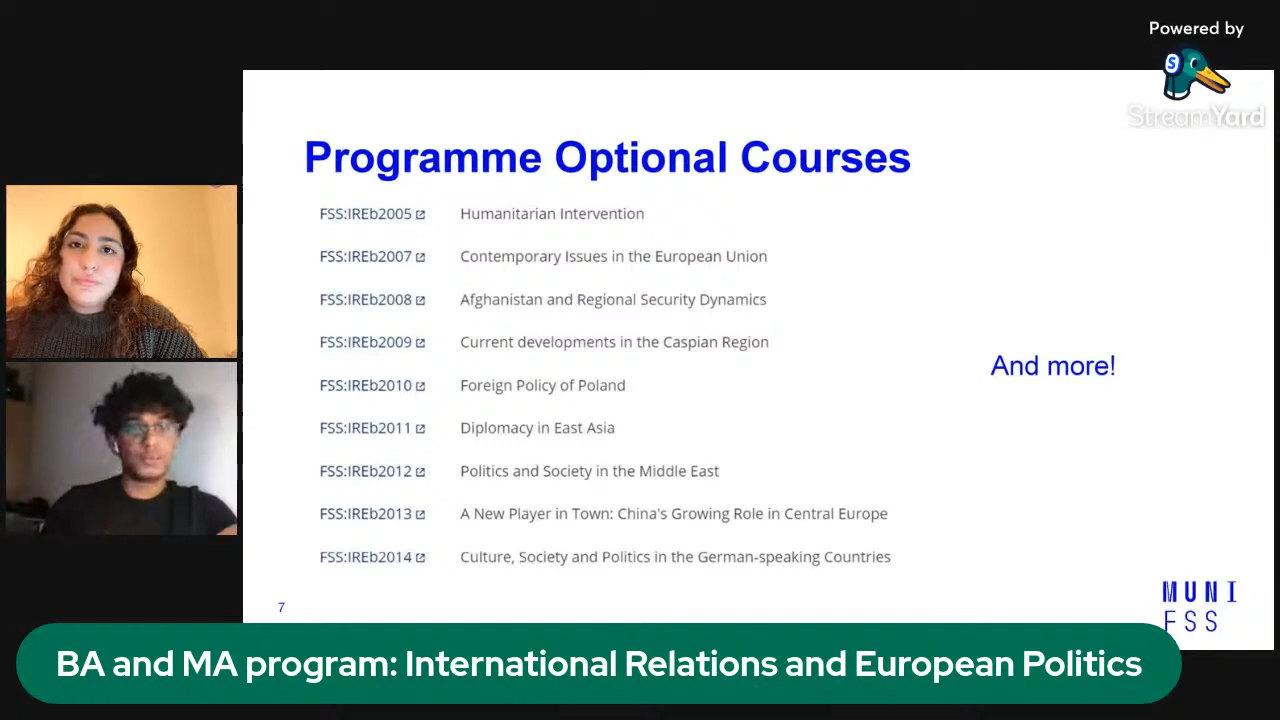 Powered by
StreamYard
Programme Optional Courses
FSS:IREb2005 Humanitarian Intervention
FSS:IREb2007 Contemporary Issues in the European Union
FSS:IREb2008 Afghanistan and Regional Security Dynamics
FSS:IREb2009 Current developments in the Caspian Region
And more!
FSS:IREb2010 Foreign Policy of Poland
FSS:IREb2011 Diplomacy in East Asia
FSS:IREb2012 Politics and Society in the Middle East
FSS:IREb2013 A New Player in Town: China's Growing Role in Central Europe
FSS:IREb2014 Culture, Society and Politics in the German-speaking Countries
7
MUNI
FSS
BA and MA program: International Relations and European Politics